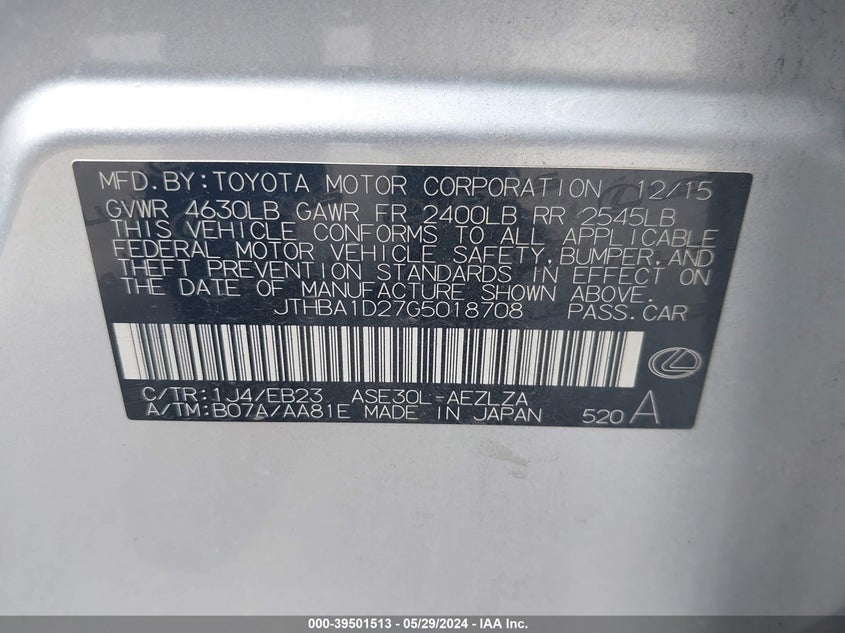 MFD.BY:TOYOTA MOTOR CORPORATION 12/15
GVWR 4630LB GAWR FR 2400LB RR 2545LB
THIS VEHICLE CONFORMS TO ALL APPLICABLE
FEDERAL MOTOR VEHICLE SAFETY,BUMPER,AND
THEFT PREVENTION STANDARDS IN EFFECT ON
THE DATE OF MANUFACTURE SHOWN ABOVE.
JTHBA1D27G5018708 PASS.CAR
C/TR:1J4/EB23 ASE30L-AEZLZA
A/TM:B07A/AA81E MADE IN JAPAN 520 A
000-39501513 - 05/29/2024 - IAA Inc.